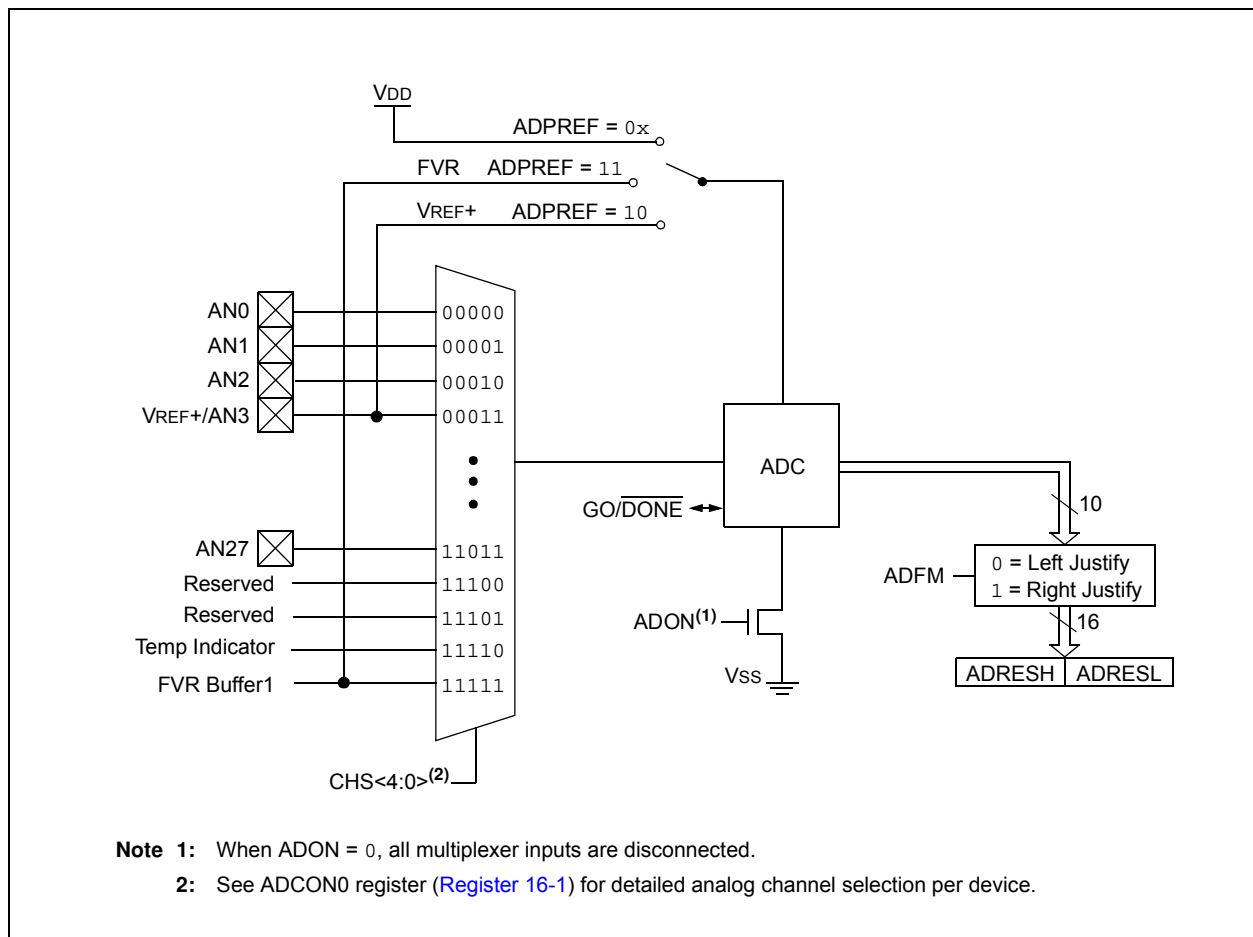 VDD
ADPREF = 0x
FVR ADPREF = 11
VREF+ ADPREF = 10
AN0 00000
AN1 00001
AN2 00010
VREF+/AN3 00011
ADC
GO/DONE
10
AN27 11011
Reserved 11100
Reserved 11101
Temp Indicator 11110
FVR Buffer1 11111
ADFM
0 = Left Justify
1 = Right Justify
ADON(1)
16
VSS
ADRESH ADRESL
CHS<4:0>(2)
Note 1: When ADON = 0, all multiplexer inputs are disconnected.
2: See ADCON0 register (Register 16-1) for detailed analog channel selection per device.